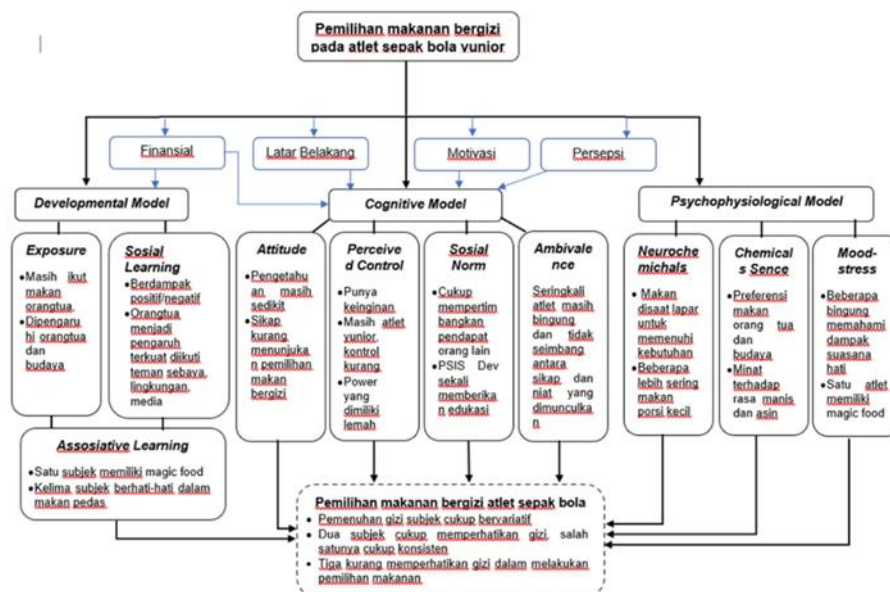 Pemilihan makanan bergizi
pada atlet sepak bola yunior
Finansial
Latar Belakang
Motivasi
Persepsi
Developmental Model
Cognitive Model
Psychophysiological Model
Exposure
•Masih ikut
makan
orangtua,
•Dipengaru
hi orangtua
dan
budaya
Sosial
Learning
•Berdampak
positif/negatif
•Orangtua
menjadi
pengaruh
terkuat diikuti
teman sebaya,
lingkungan,
media
Attitude
•Pengetahu
an masih
sedikit
•Sikap
kurang
menunjuka
n pemilihan
makan
bergizi
Perceive
d Control
•Punya
keinginan
•Masih atlet
yunior,
kontrol
kurang
•Power
yang
dimiliki
lemah
Sosial
Norm
•Cukup
mempertim
bangkan
pendapat
orang lain
•PSIS Dev
sekali
memberika
n edukasi
Ambivale
nce
Seringkali
atlet masih
bingung
dan tidak
seimbang
antara
sikap dan
niat yang
dimunculka
n
Neuroche
michals
•Makan
disaat lapar
untuk
memenuhi
kebutuhan
•Beberapa
lebih sering
makan
porsi kecil
Chemical
s Sence
•Preferensi
makan
orang tua
dan
budaya
•Minat
terhadap
rasa manis
dan asin
Mood-
stress
•Beberapa
bingung
memahami
dampak
suasana
hati
•Satu atlet
memiliki
magic food
Assosiative Learning
•Satu subjek memiliki magic food
•Kelima subjek berhati-hati dalam
makan pedas
Pemilihan makanan bergizi atlet sepak bola
• Pemenuhan gizi subjek cukup bervariatif
• Dua subjek cukup memperhatikan gizi, salah
satunya cukup konsisten
• Tiga kurang memperhatikan gizi dalam melakukan
pemilihan makanan